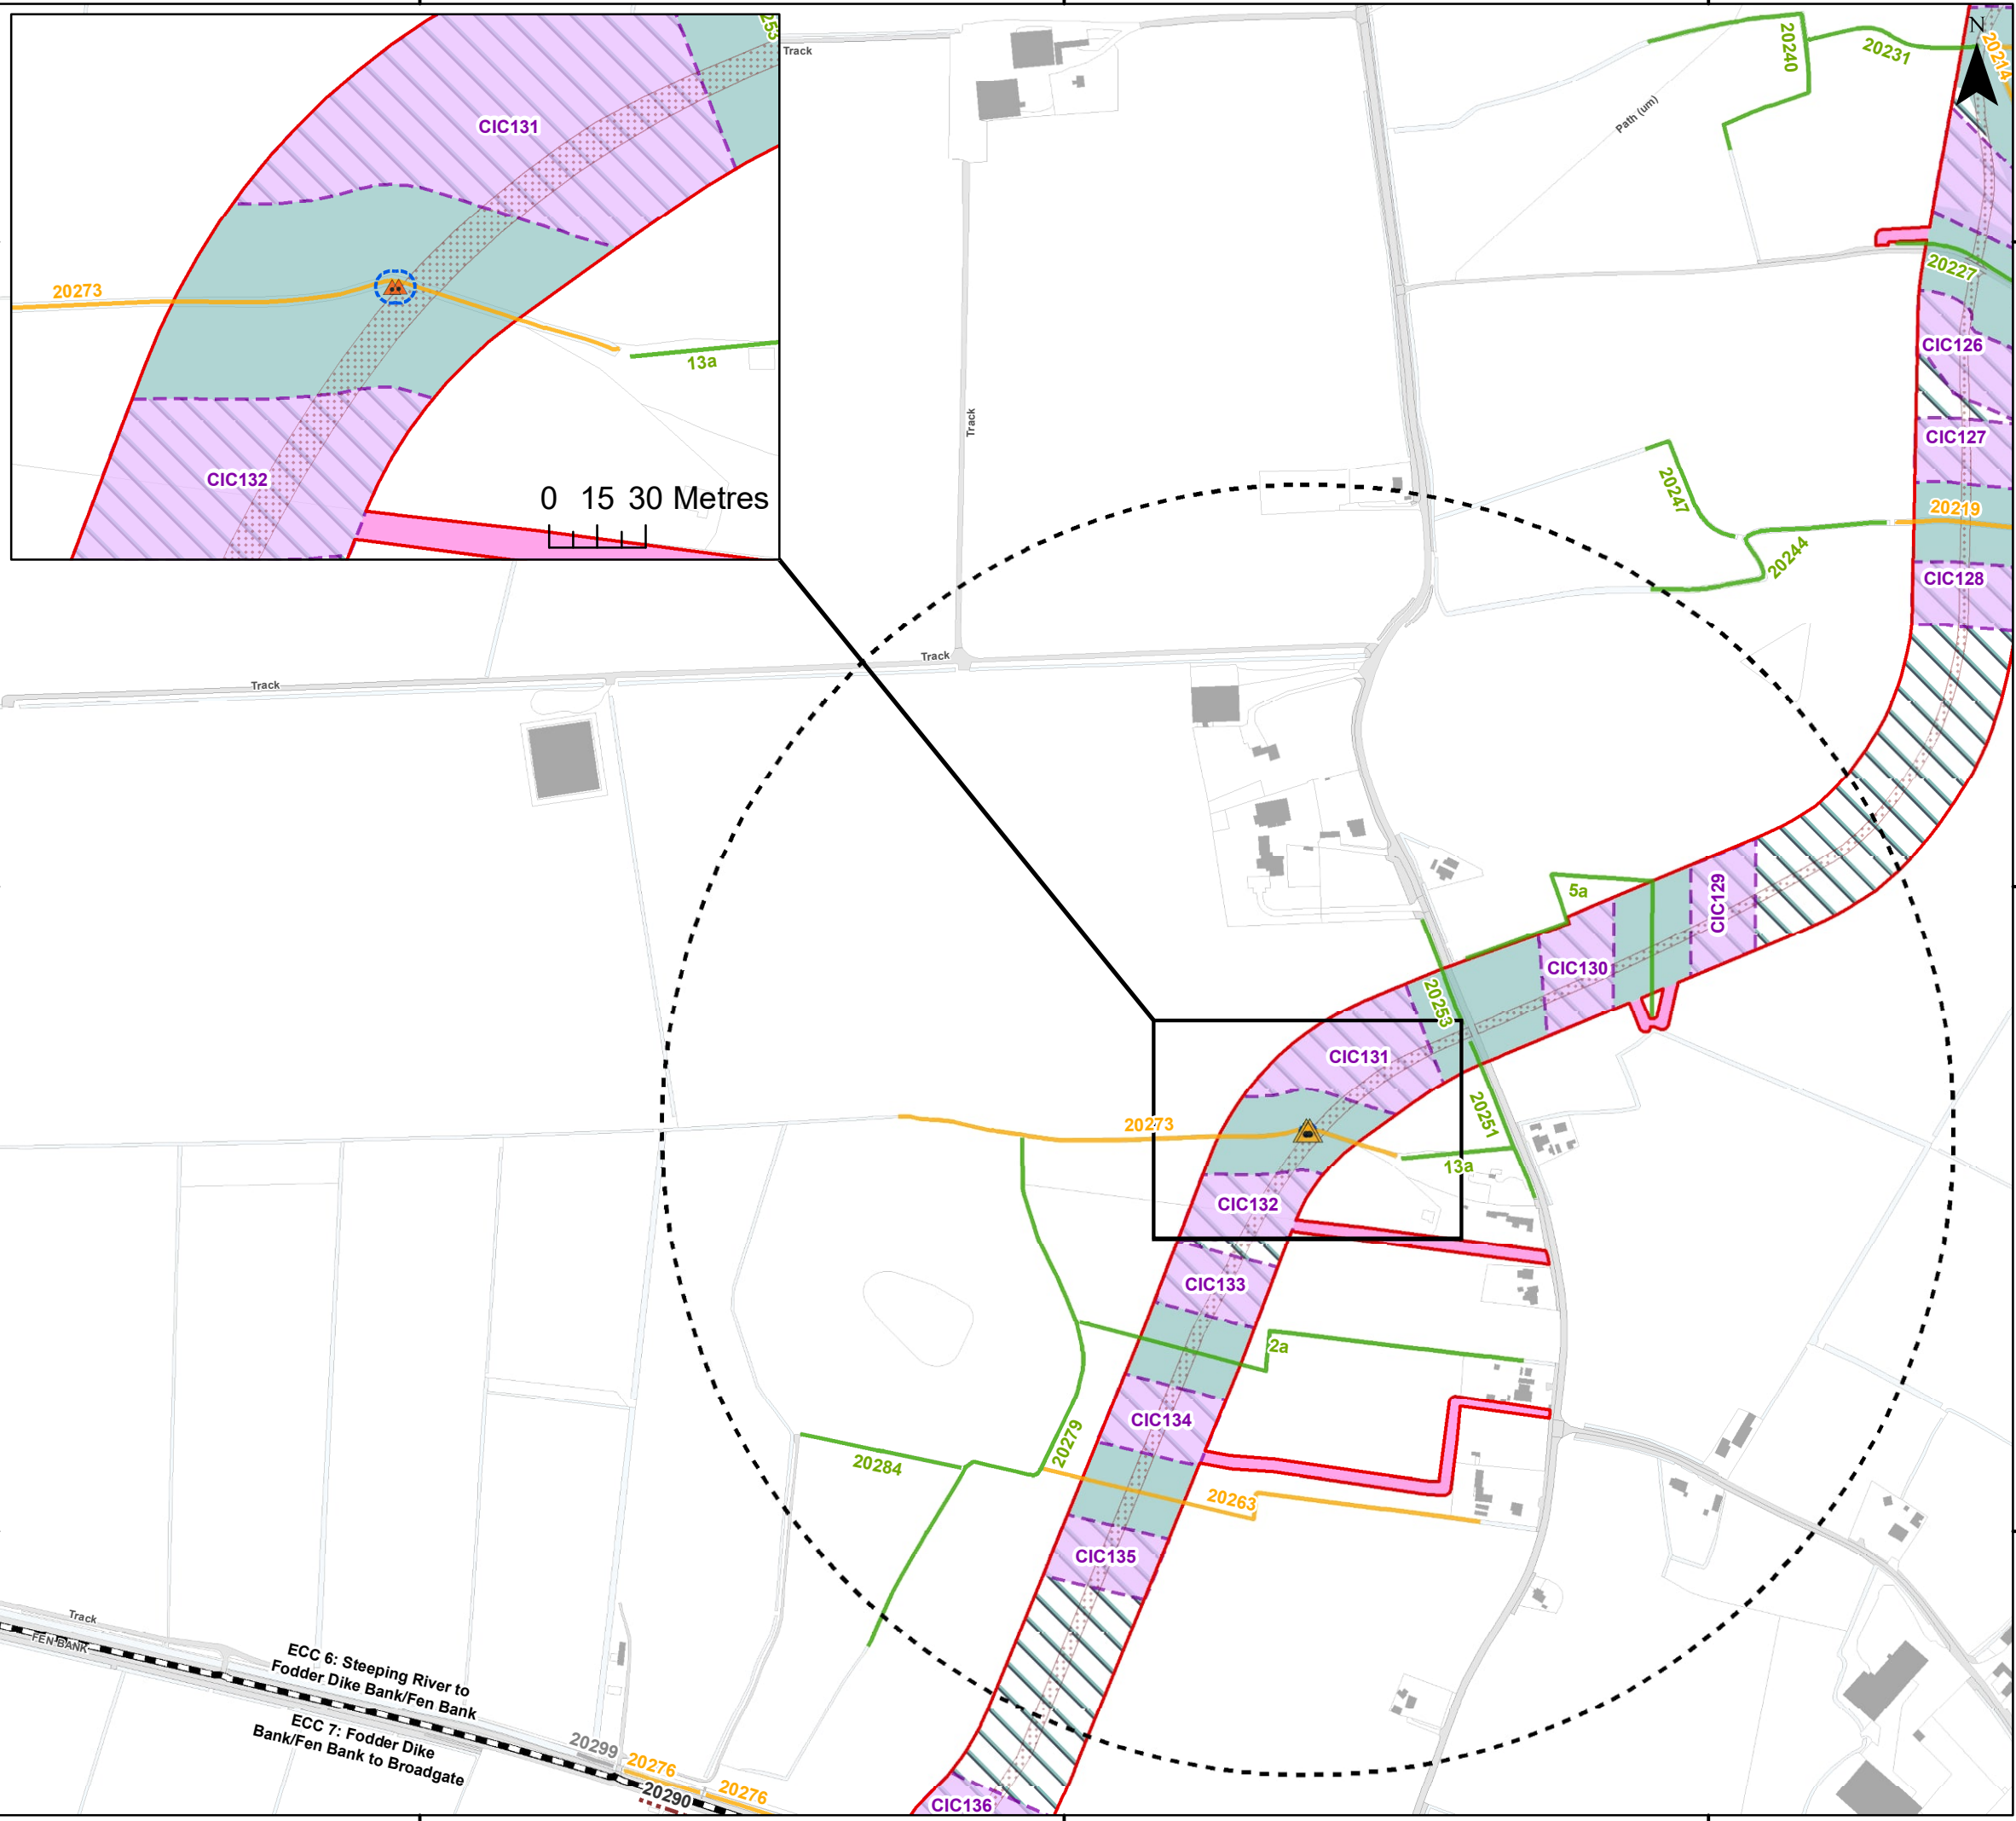 253
Track
CIC131
20273
13a
CIC132
0 15 30 Metres
20240
20231
N
20214
Path (um)
20227
CIC126
Track
CIC127
20247
20219
20244
CIC128
Track
Track
5a
CIC129
CIC130
20253
CIC131
20273
20251
13a
CIC132
CIC133
2a
CIC134
20279
20284
20263
CIC135
Track
FEN BANK
ECC 6: Steeping River to
Fodder Dike Bank/Fen Bank
ECC 7: Fodder Dike
Bank/Fen Bank to Broadgate
20299
20276
20276
20290
CIC136